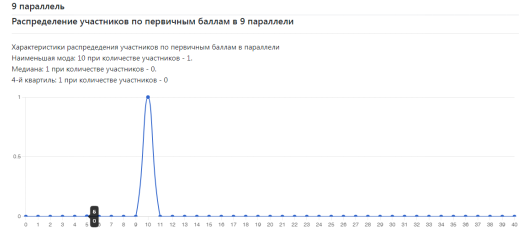 9 параллель
Распределение участников по первичным баллам в 9 параллели
Характеристики распредедения участников по первичным баллам в параллели
Наименьшая мода: 10 при количестве участников - 1.
Медиана: 1 при количестве участников - 0.
4-й квартиль: 1 при количестве участников - 0
1
0.5
0
6
0
0 1 2 3 4 5 6 7 8 9 10 11 12 13 14 15 16 17 18 19 20 21 22 23 24 25 26 27 28 29 30 31 32 33 34 35 36 37 38 39 40